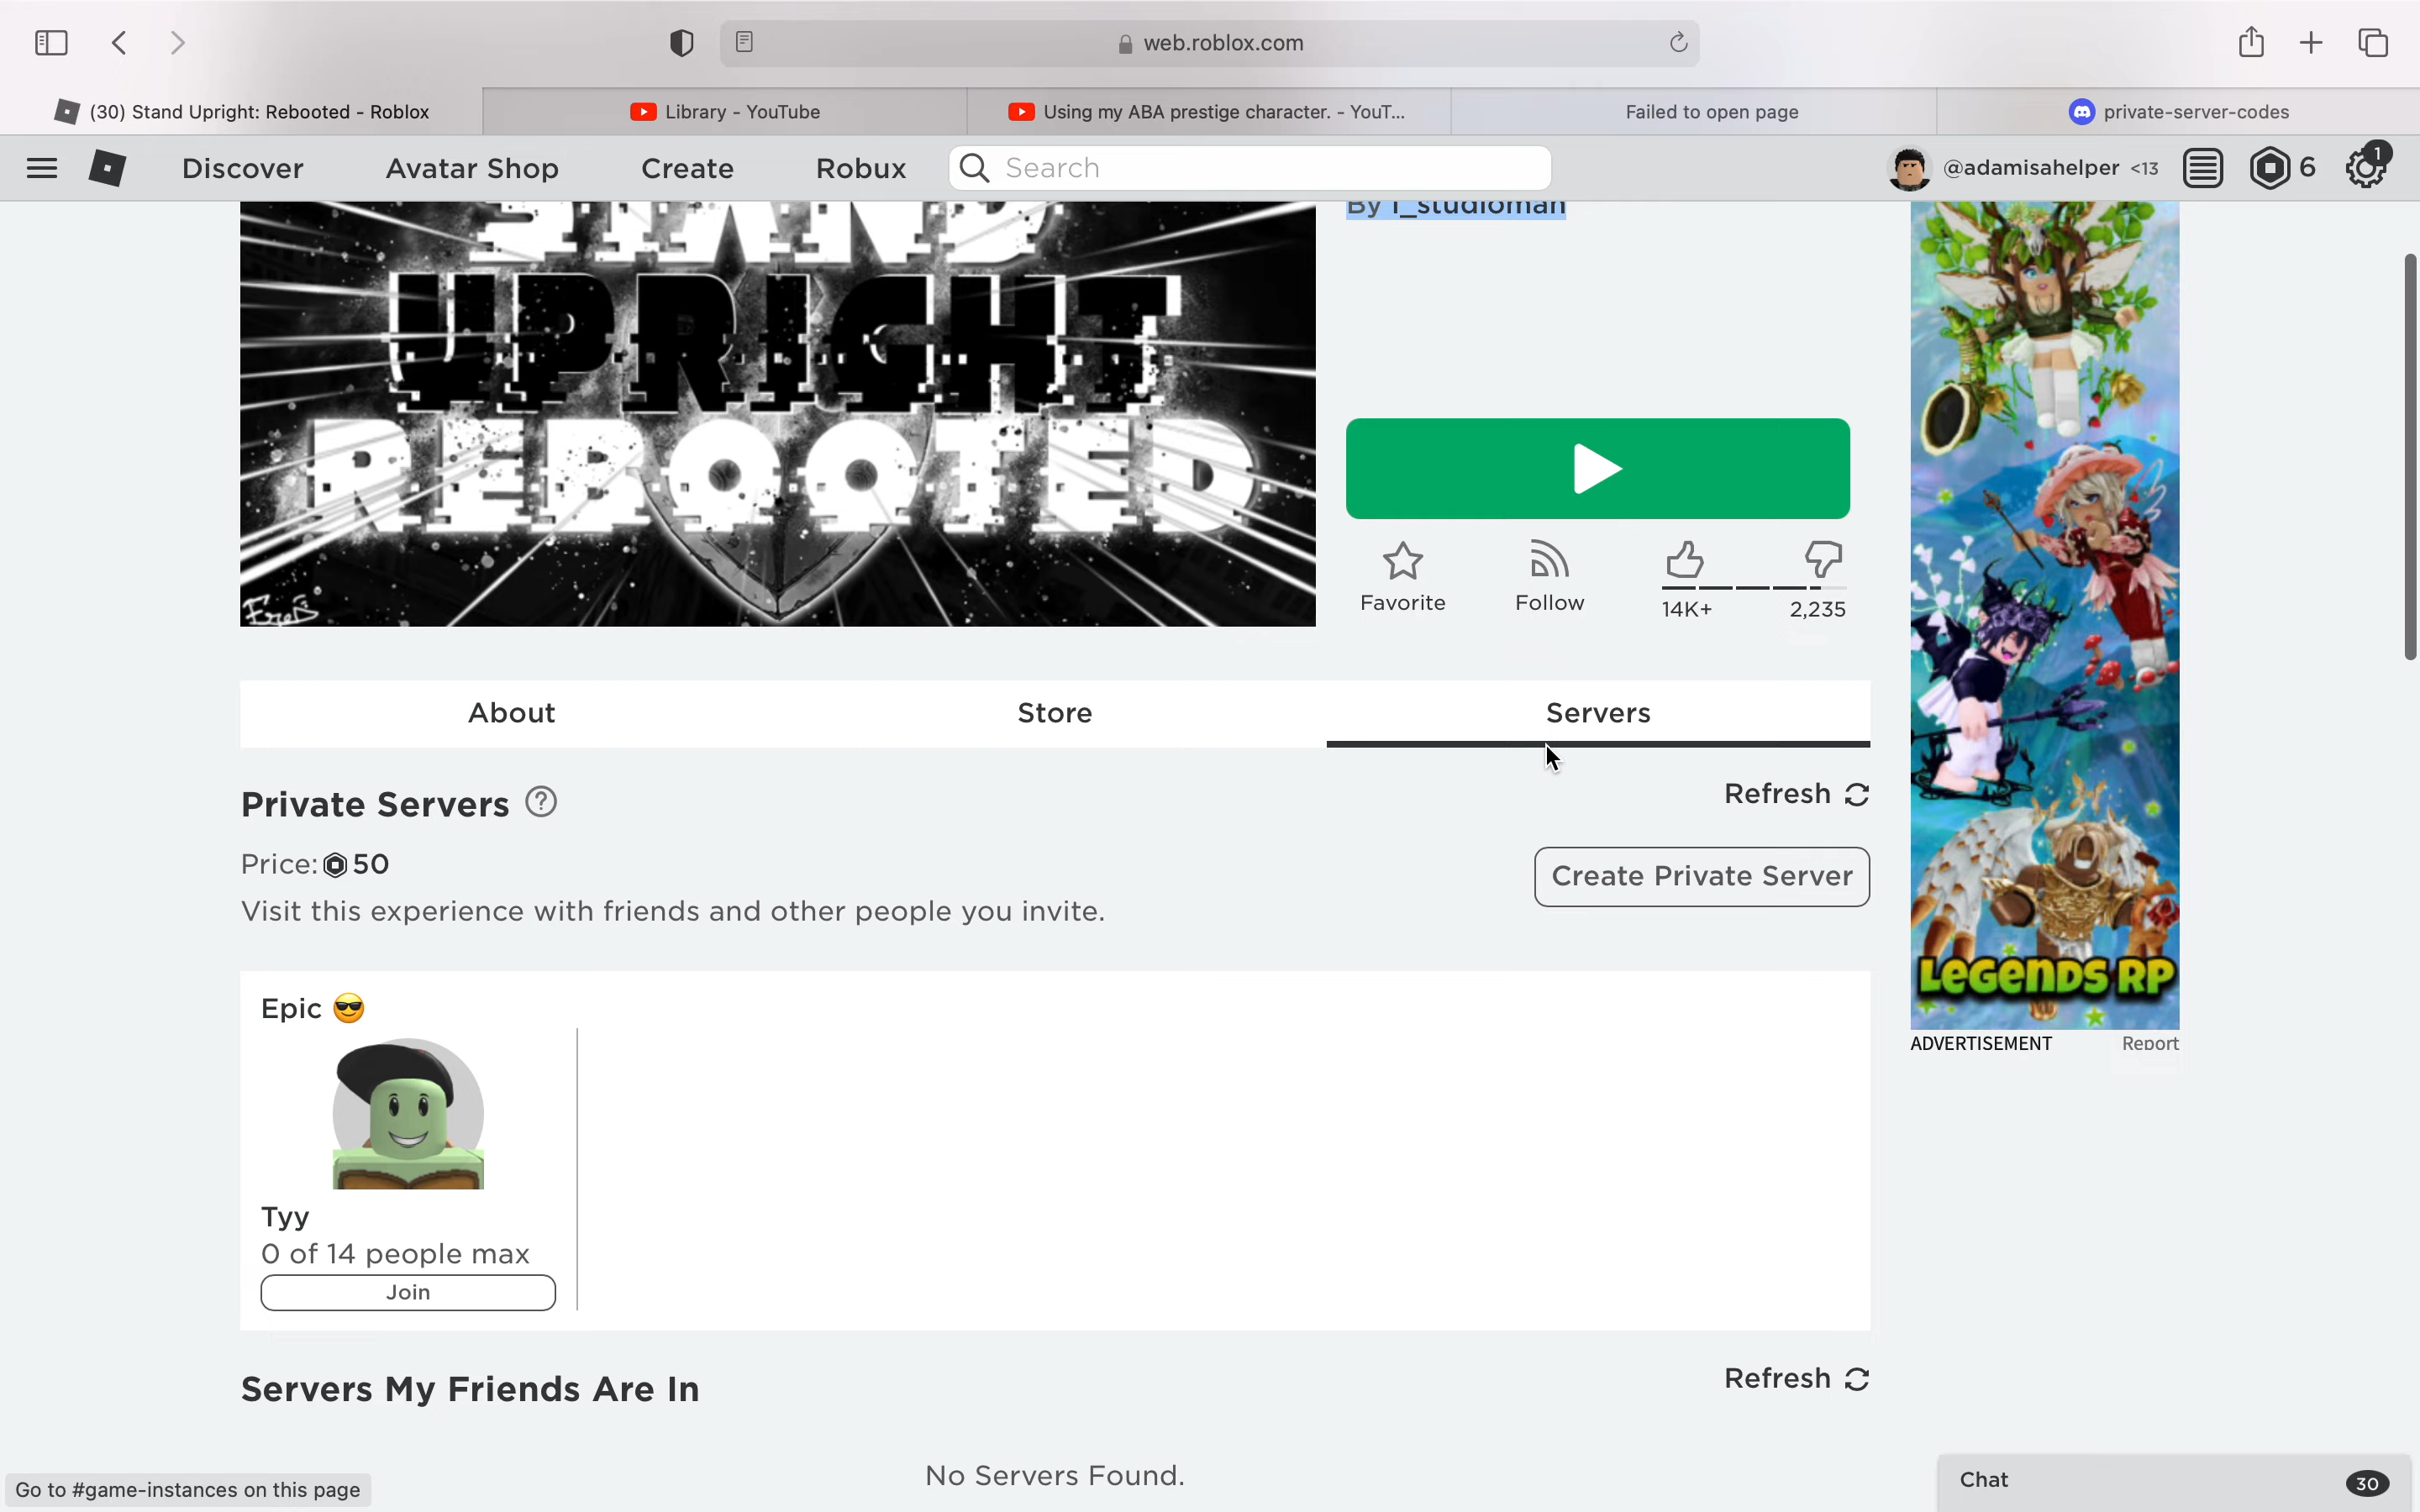 web.roblox.com
(30) Stand Upright: Rebooted - Roblox
Library - YouTube
Using my ABA prestige character. - YouT...
Failed to open page
private-server-codes
Discover
Avatar Shop
Create
Robux
Search
@adamisahelper <13
6
1
STAND
UPRIGHT
REBOOTED
14K+
2,235
Favorite
Follow
About
Store
Servers
Private Servers
Refresh
Price: 50
Create Private Server
Visit this experience with friends and other people you invite.
Epic 😎
Tyy
0 of 14 people max
Join
LEGENDS RP
ADVERTISEMENT
Report
Servers My Friends Are In
Refresh
No Servers Found.
Go to #game-instances on this page
Chat
30